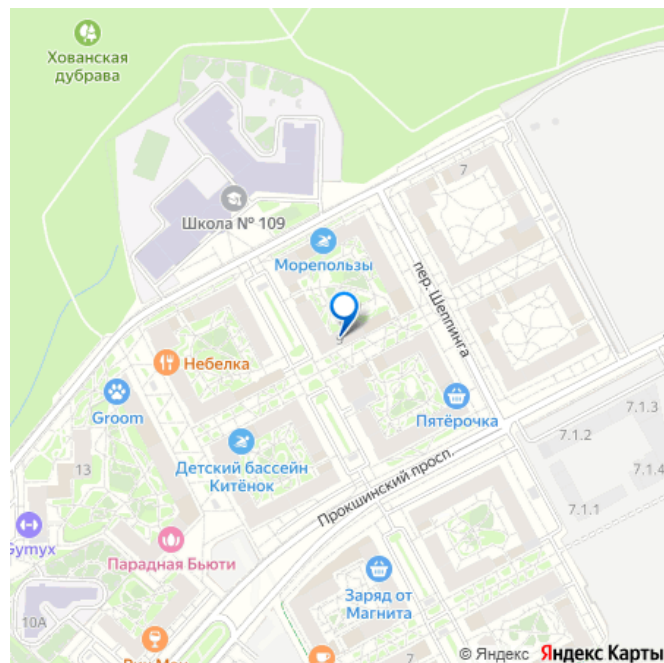 Хованская
дубрава
7
Школа № 109
Морепользы
пер. Шеппинга
Небелка
Groom
Пятёрочка
7.1.3
7.1.2
7.1.4
13
Детский бассейн
Китёнок
Прокшинский просп.
7.1.1
Gymyx
Парадная Бьюти
Заряд от
Магнита
10А
7
© Яндекс Яндекс Карты